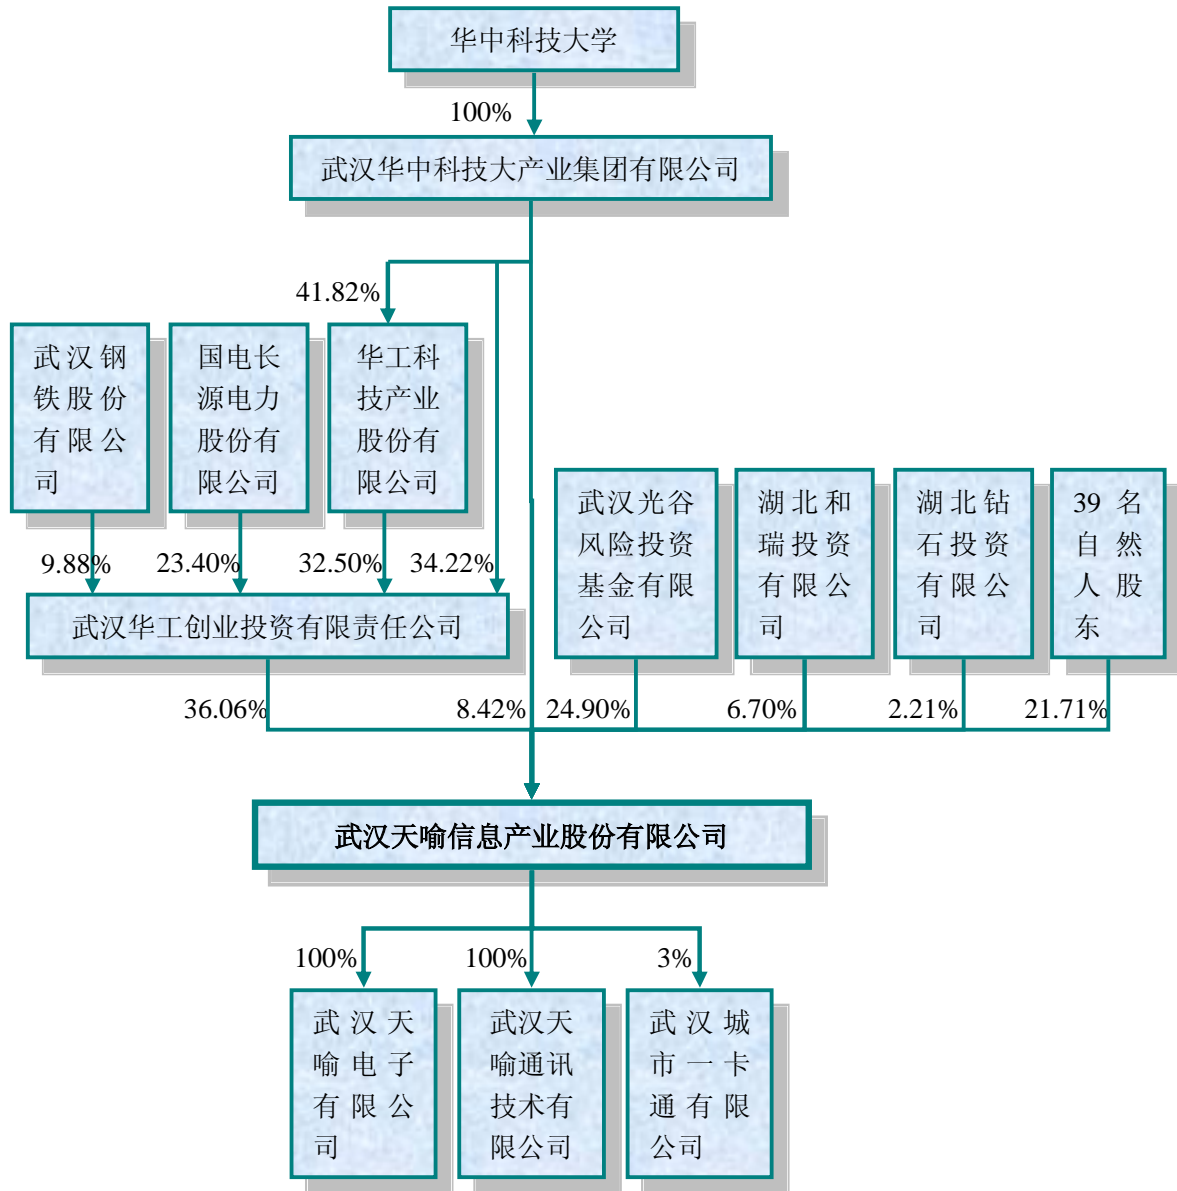 华中科技大学
100%
武汉华中科技大产业集团有限公司
41.82%
武汉钢
铁股份
有限公
司
国电长
源电力
股份有
限公司
华工科
技产业
股份有
限公司
9.88%
23.40%
32.50%
34.22%
武汉华工创业投资有限责任公司
武汉光谷
风险投资
基金有限
公司
湖北和
瑞投资
有限公
司
湖北钻
石投资
有限公
司
39 名
自然
人股
东
36.06%
8.42%
24.90%
6.70%
2.21%
21.71%
武汉天喻信息产业股份有限公司
100%
100%
3%
武汉天
喻电子
有限公
司
武汉天
喻通讯
技术有
限公司
武汉城
市一卡
通有限
公司